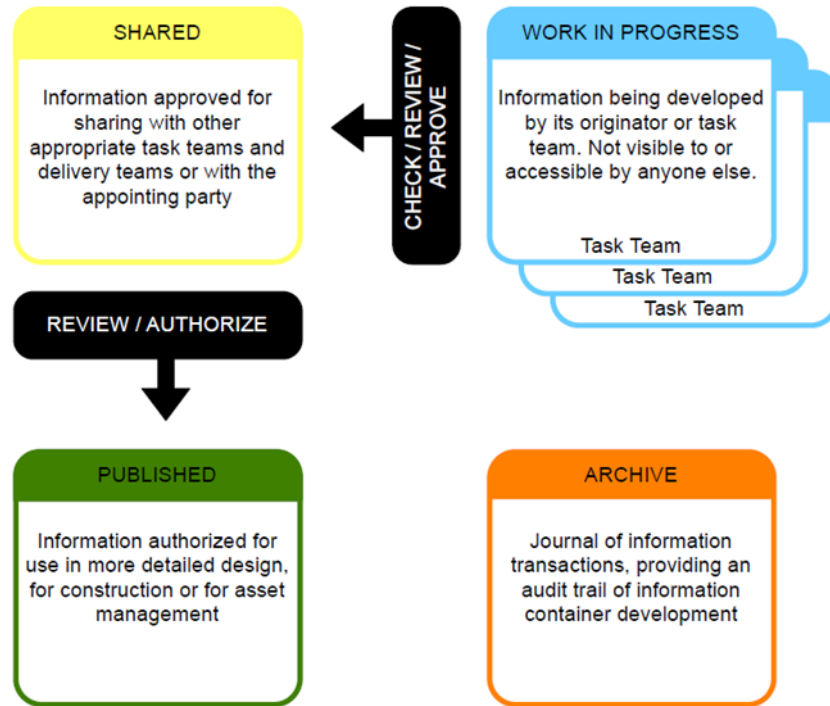 SHARED
Information approved for
sharing with other
appropriate task teams and
delivery teams or with the
appointing party
CHECK / REVIEW /
APPROVE
WORK IN PROGRESS
Information being developed
by its originator or task
team. Not visible to or
accessible by anyone else.
Task Team
Task Team
Task Team
REVIEW / AUTHORIZE
PUBLISHED
Information authorized for
use in more detailed design,
for construction or for asset
management
ARCHIVE
Journal of information
transactions, providing an
audit trail of information
container development